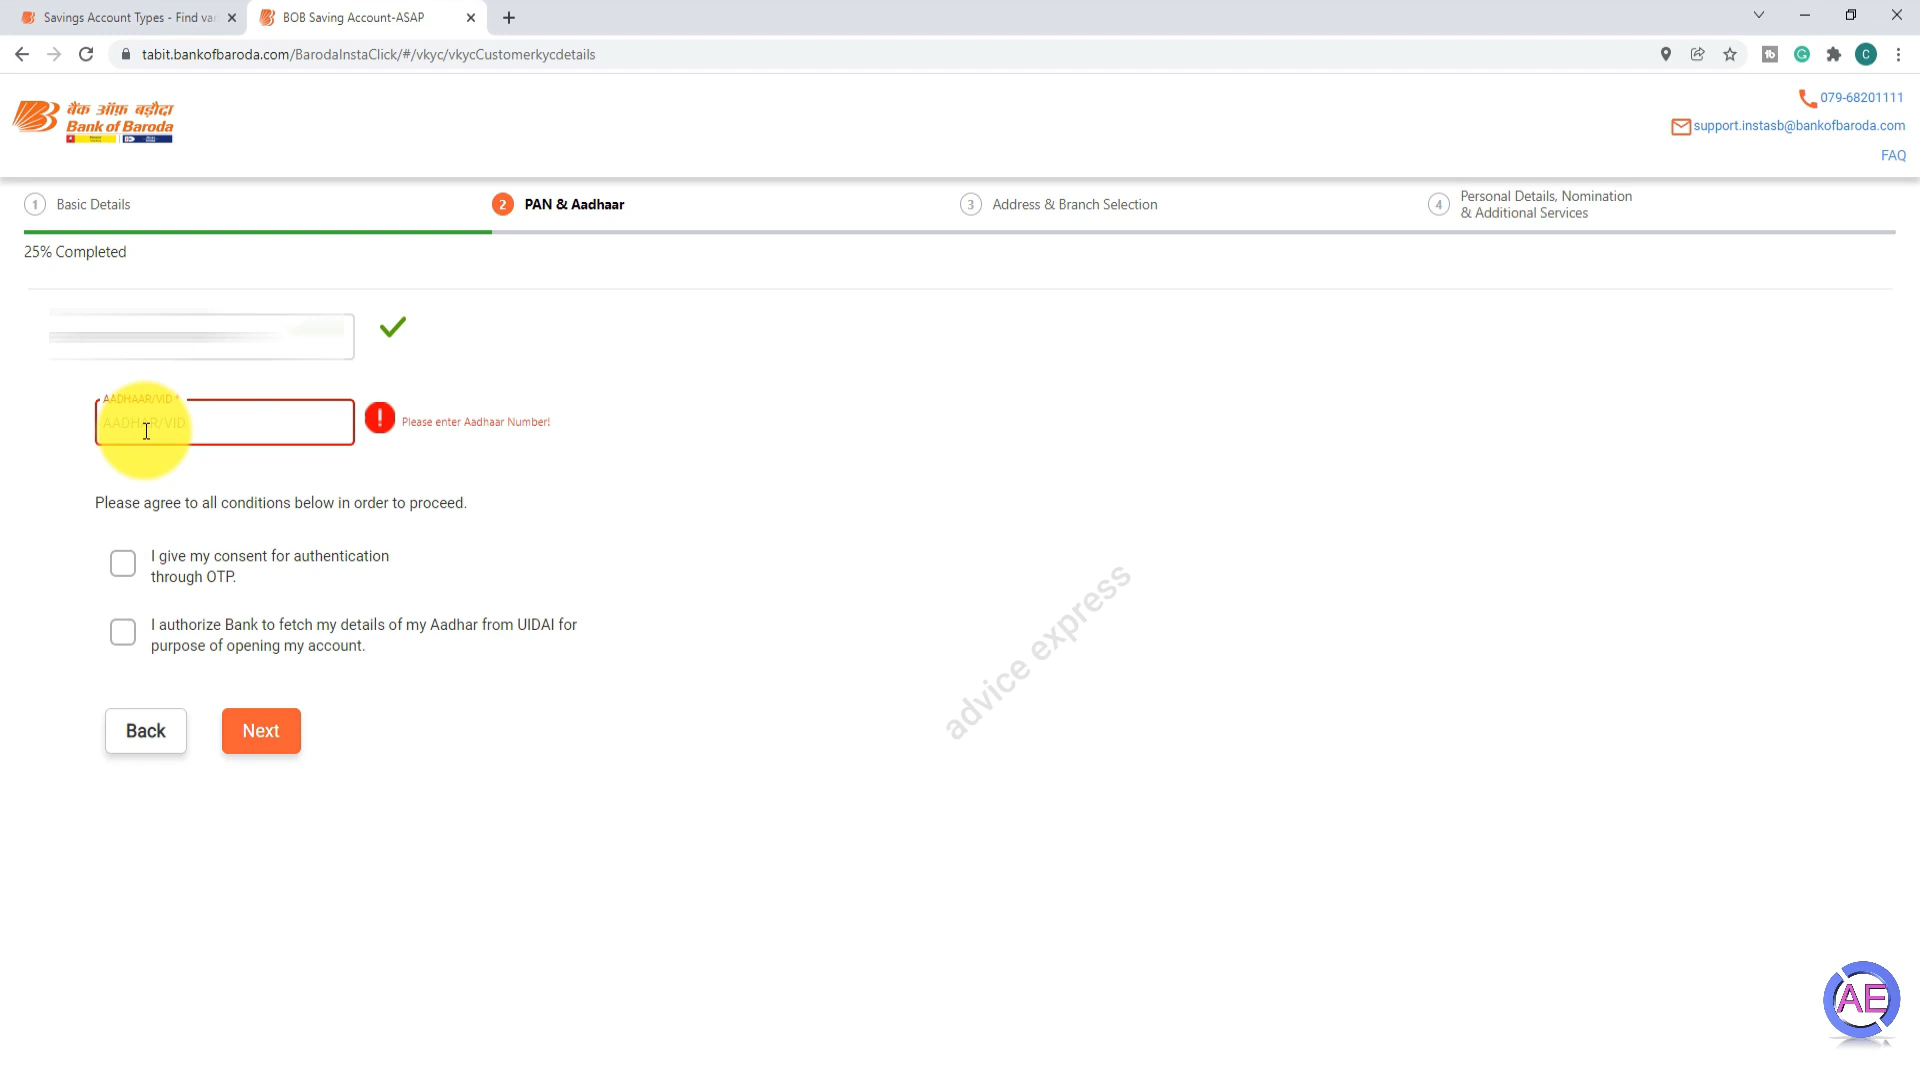 Savings Account Types - Find va
BOB Saving Account-ASAP
tabit.bankofbaroda.com/BarodaInstaClick/#/vkyc/vkycCustomerkycdetails
C
बैंक ऑफ़ बड़ौदा
Bank of Baroda
079-68201111
support.instasb@bankofbaroda.com
FAQ
1 Basic Details
2 PAN & Aadhaar
3 Address & Branch Selection
4 Personal Details, Nomination
& Additional Services
25% Completed
AADHAAR/VID *
AADHAR/VID
Please enter Aadhaar Number!
Please agree to all conditions below in order to proceed.
I give my consent for authentication
through OTP.
I authorize Bank to fetch my details of my Aadhar from UIDAI for
purpose of opening my account.
Back
Next
advice express
AE